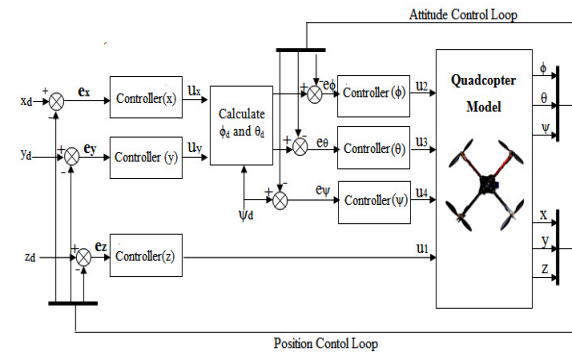 Attitude Control Loop
+ - ex Controller(x) ux
xd
+ - eϕ Controller (ϕ) u2
Quadcopter
Model
ϕ
θ
ψ
Calculate
ϕd and θd
yd + - ey Controller (y) uy
+ - eθ Controller(θ) u3
ψd + - eψ Controller(ψ) u4
x
y
z
zd + - ez Controller(z) u1
Position Contol Loop